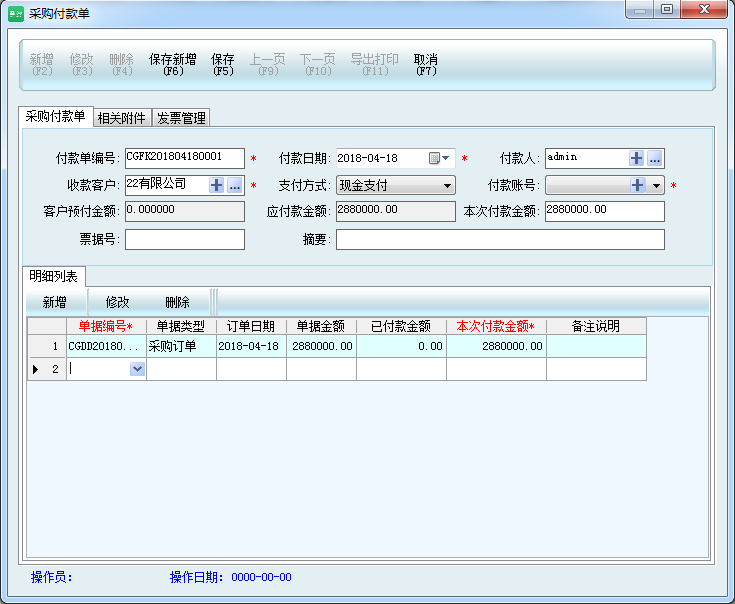 采购付款单
新增 修改 删除 保存新增 保存 上一页 下一页 导出打印 取消
(F2) (F3) (F4) (F6) (F5) (F9) (F10) (F11) (F7)
采购付款单 相关附件 发票管理
付款单编号: CGFK201804180001 * 付款日期: 2018-04-18 * 付款人: admin
收款客户: 22有限公司 * 支付方式: 现金支付 付款账号: *
客户预付金额: 0.000000 应付款金额: 2880000.00 本次付款金额: 2880000.00
票据号: 摘要:
明细列表
新增 修改 删除
单据编号* 单据类型 订单日期 单据金额 已付款金额 本次付款金额* 备注说明
1 CGDD20180... 采购订单 2018-04-18 2880000.00 0.00 2880000.00
2
操作员: 操作日期: 0000-00-00